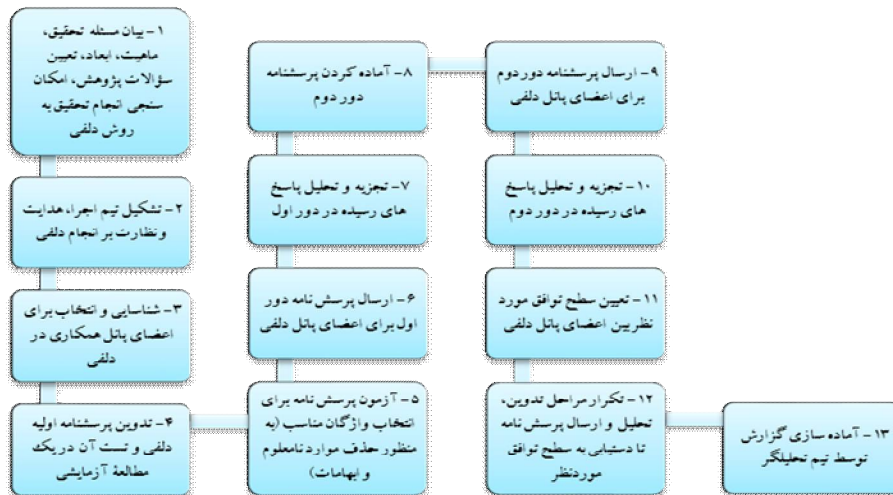 ۱- بیان مسئله تحقیق،
ماهیت، ابعاد، تعیین
سؤالات پژوهش، امکان
سنجی انجام تحقیق به
روش دلفی
۲- تشکیل تیم اجرا، هدایت
و نظارت بر انجام دلفی
۳- شناسایی و انتخاب برای
اعضای پانل همکاری در
دلفی
۴- تدوین پرسشنامه اولیه
دلفی و تست آن در یک
مطالعۀ آزمایشی
۵- آزمون پرسش نامه برای
انتخاب واژگان مناسب (به
منظور حذف موارد نامعلوم
و ابهامات)
۶- ارسال پرسش نامه دور
اول برای اعضای پانل دلفی
۷- تجزیه و تحلیل پاسخ
های رسیده در دور اول
۸- آماده کردن پرسشنامه
دور دوم
۹- ارسال پرسشنامه دور دوم
برای اعضای پانل دلفی
۱۰- تجزیه و تحلیل پاسخ
های رسیده در دور دوم
۱۱- تعیین سطح توافق مورد
نظر بین اعضای پانل دلفی
۱۲- تکرار مراحل تدوین،
تحلیل و ارسال پرسش نامه
تا دستیابی به سطح توافق
موردنظر
۱۳- آماده سازی گزارش
توسط تیم تحلیلگر